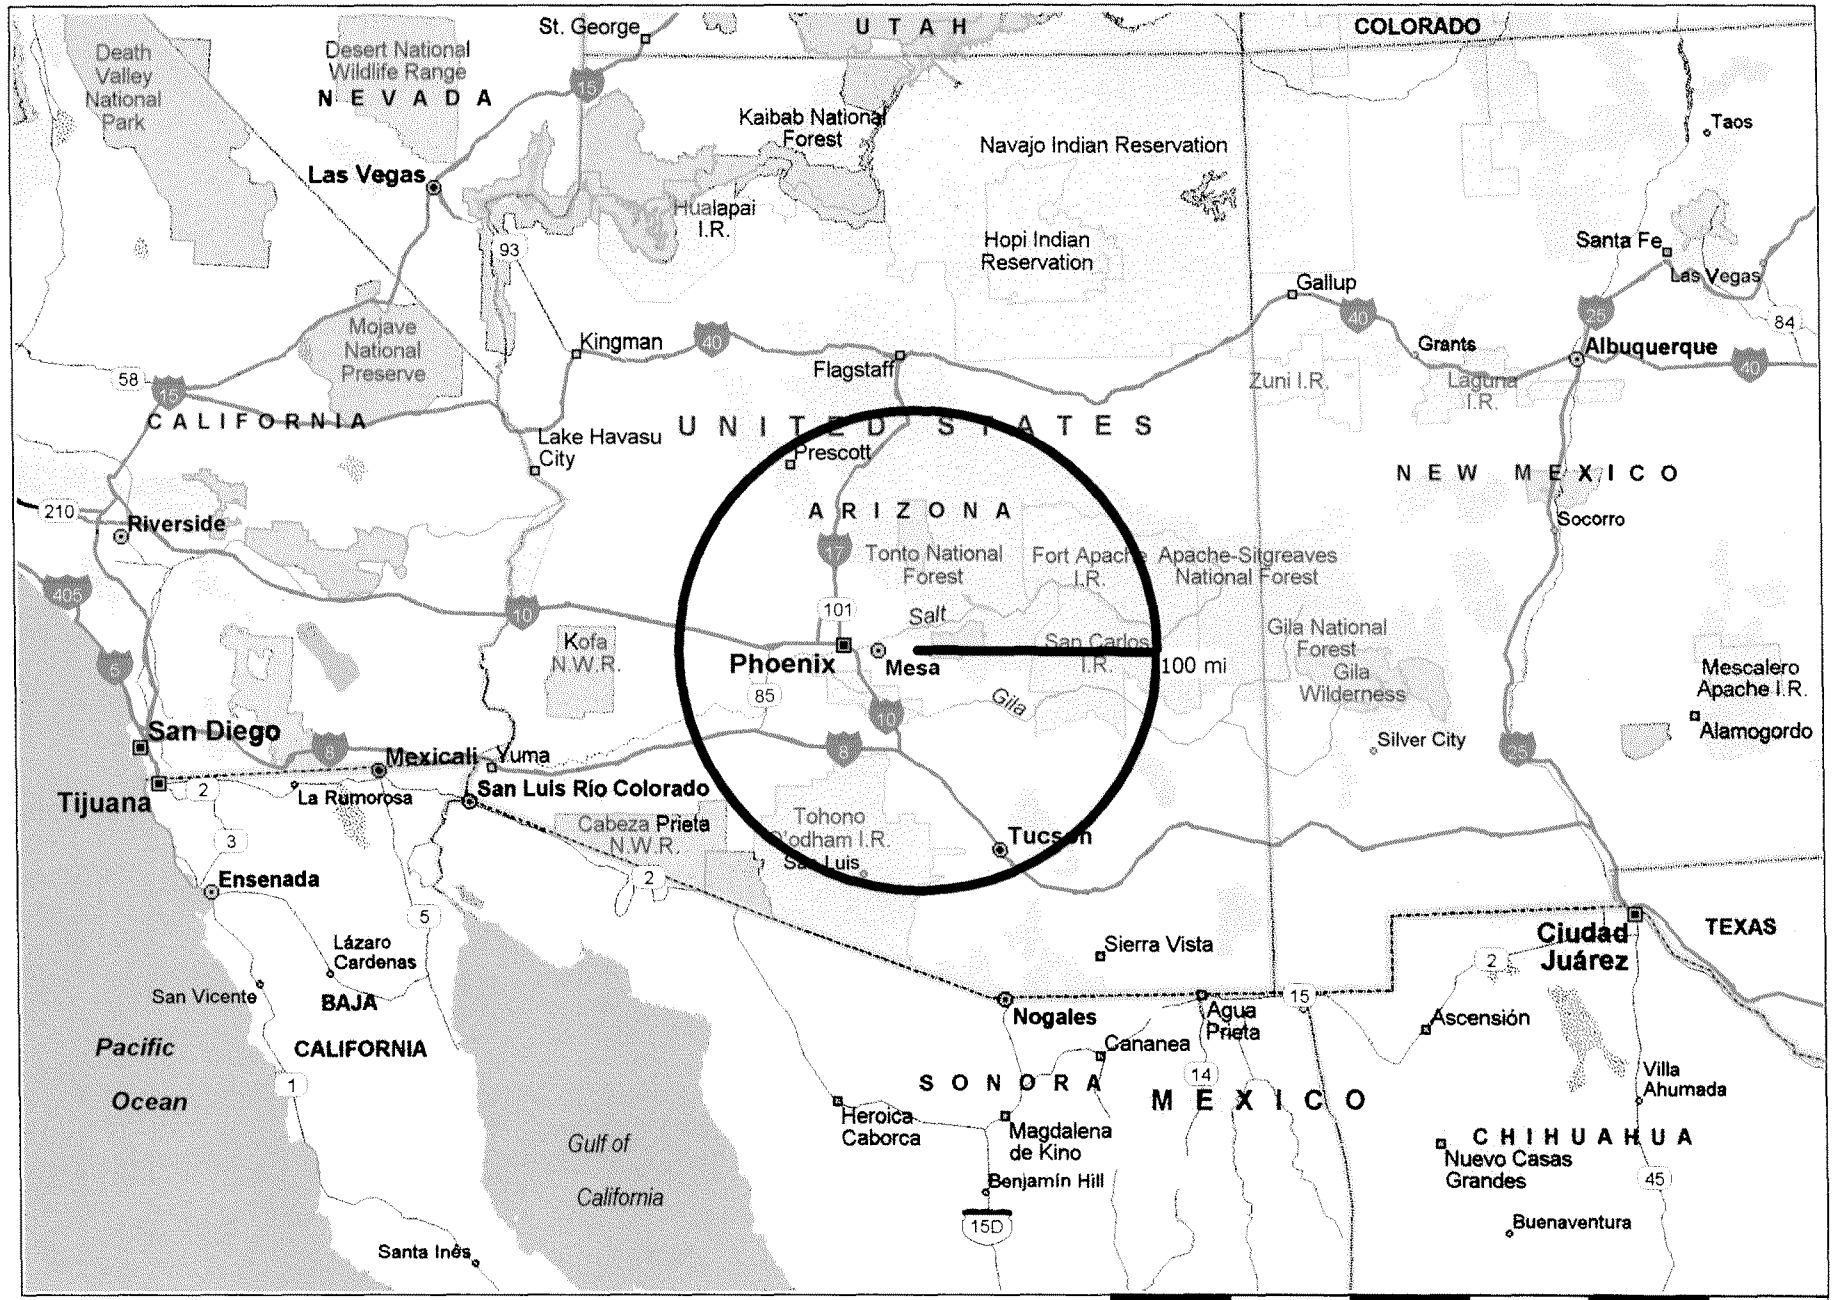 St. George
U T A H
COLORADO
Death
Valley
National
Park
Desert National
Wildlife Range
N E V A D A
15
Kaibab National
Forest
Navajo Indian Reservation
Taos
Las Vegas
Hualapai
I.R.
93
Hopi Indian
Reservation
Santa Fe
Las Vegas
Gallup
40
25
84
Mojave
National
Preserve
Kingman
40
Flagstaff
Grants
Albuquerque
40
58
15
Zuni I.R.
Laguna
I.R.
C A L I F O R N I A
U N I T E D S T A T E S
Lake Havasu
City
Prescott
N E W M E X I C O
210
Riverside
A R I Z O N A
Socorro
17
Tonto National
Forest
Fort Apache
I.R.
Apache-Sitgreaves
National Forest
405
10
101
Salt
Kofa
N.W.R.
San Carlos
I.R.
Gila National
Forest
Gila
Wilderness
5
Phoenix
Mesa
100 mi
Mescalero
Apache I.R.
85
Gila
10
San Diego
8
8
Silver City
25
Alamogordo
Mexicali
Yuma
Tijuana
2
La Rumorosa
San Luis Río Colorado
Cabeza Prieta
N.W.R.
Tohono
O'odham I.R.
San Luis
Tucson
3
2
Ensenada
5
Lázaro
Cardenas
Sierra Vista
Ciudad
Juárez
TEXAS
2
San Vicente
BAJA
CALIFORNIA
Nogales
Agua
Prieta
15
Ascensión
Pacific
Ocean
1
Cananea
S O N O R A
14
M E X I C O
Villa
Ahumada
Heroica
Caborca
Magdalena
de Kino
Gulf of
California
Benjamín Hill
15D
C H I H U A H U A
Nuevo Casas
Grandes
45
Buenaventura
Santa Inés